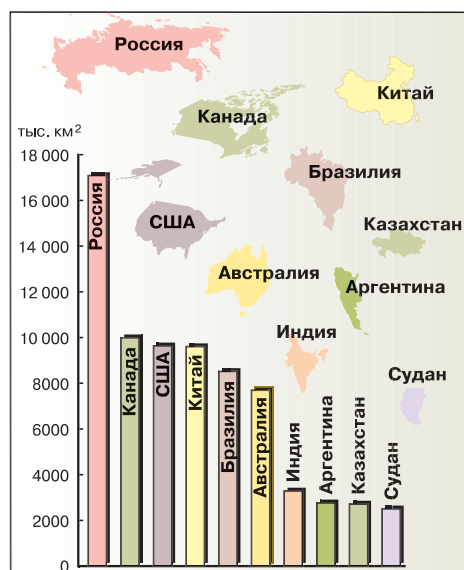 Россия
Китай
Канада
тыс. км²
Бразилия
США
Казахстан
Австралия
Аргентина
Индия
Судан
18 000
16 000
14 000
12 000
10 000
8000
6000
4000
2000
0
Россия
Канада
США
Китай
Бразилия
Австралия
Индия
Аргентина
Казахстан
Судан